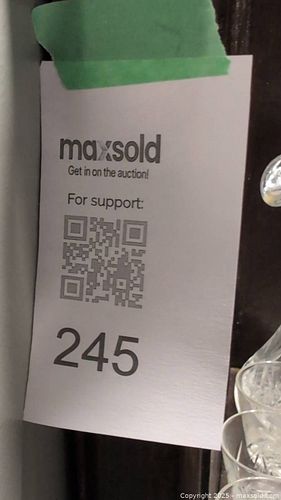 maxsold
Get in on the auction!
For support:
245
Copyright 2025 - maxsold.com